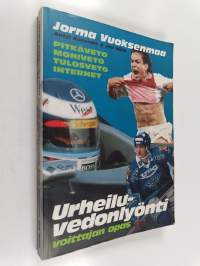 Jorma Vuoksenmaa
PITKÄVETO
MONIVETO
TULOSVETO
INTERNET
Urheilu-
vedonlyönti
voittajan opas